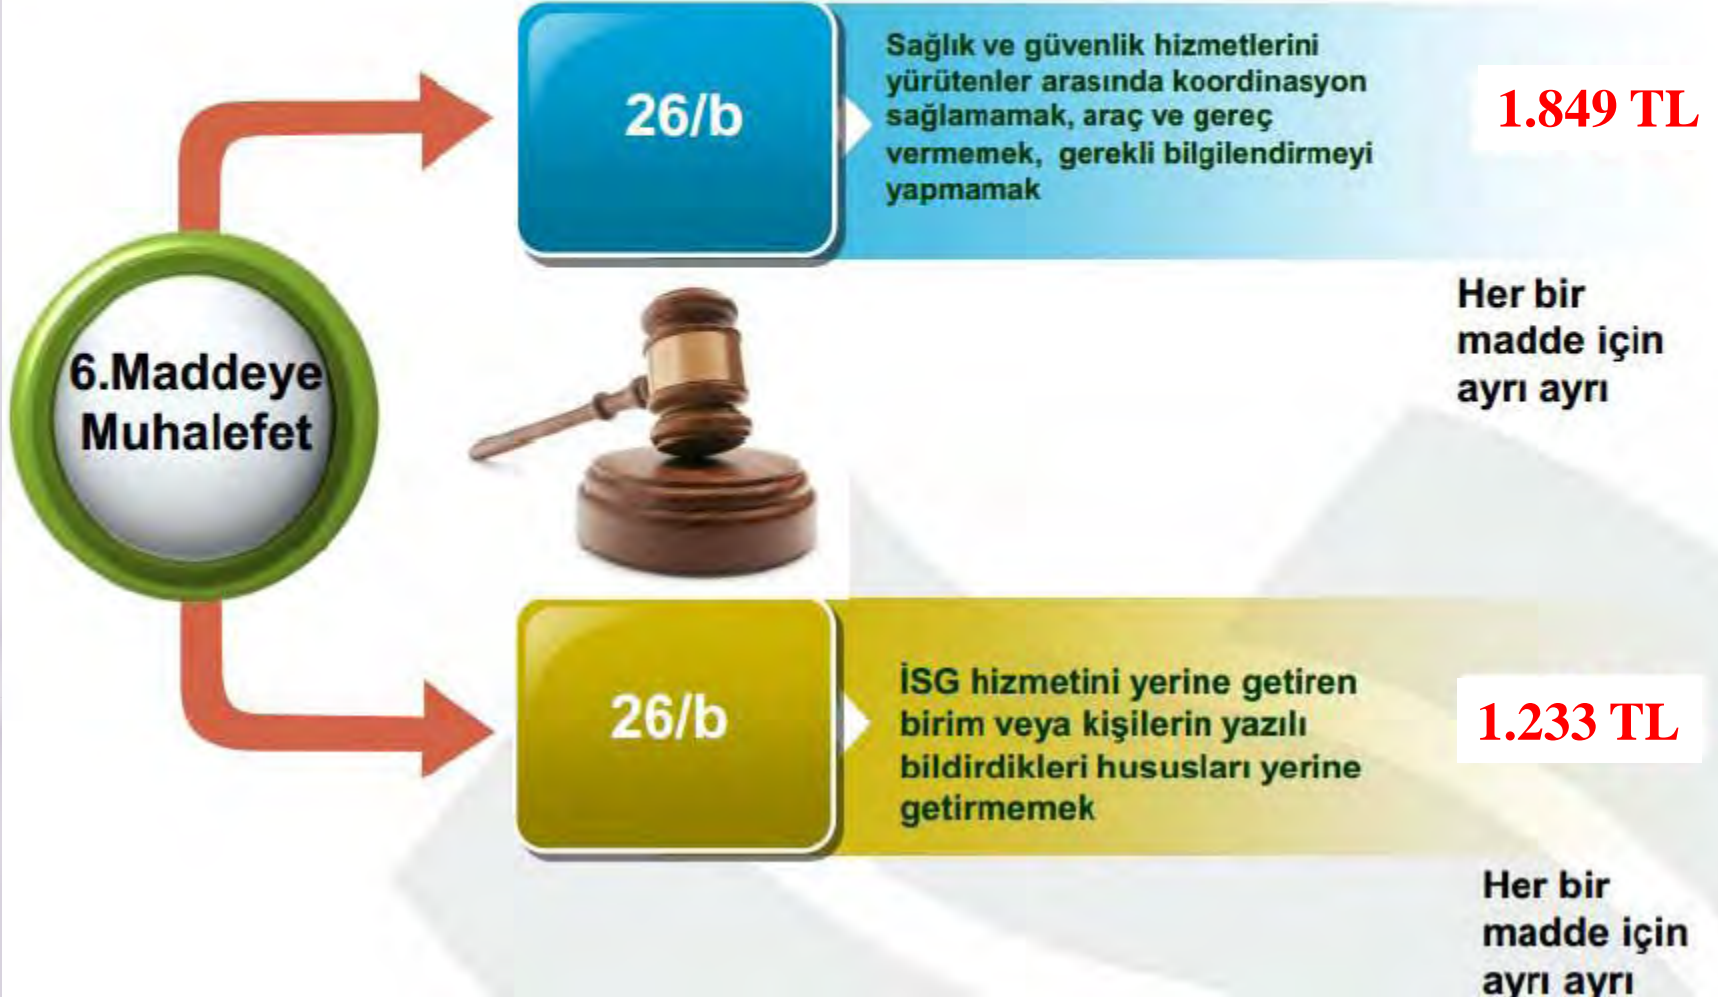 6.Maddeye
Muhalefet
26/b
Sağlık ve güvenlik hizmetlerini
yürütenler arasında koordinasyon
sağlamamak, araç ve gereç
vermemek, gerekli bilgilendirmeyi
yapmamak
1.849 TL
Her bir
madde için
ayrı ayrı
26/b
İSG hizmetini yerine getiren
birim veya kişilerin yazılı
bildirdikleri hususları yerine
getirmemek
1.233 TL
Her bir
madde için
ayrı ayrı